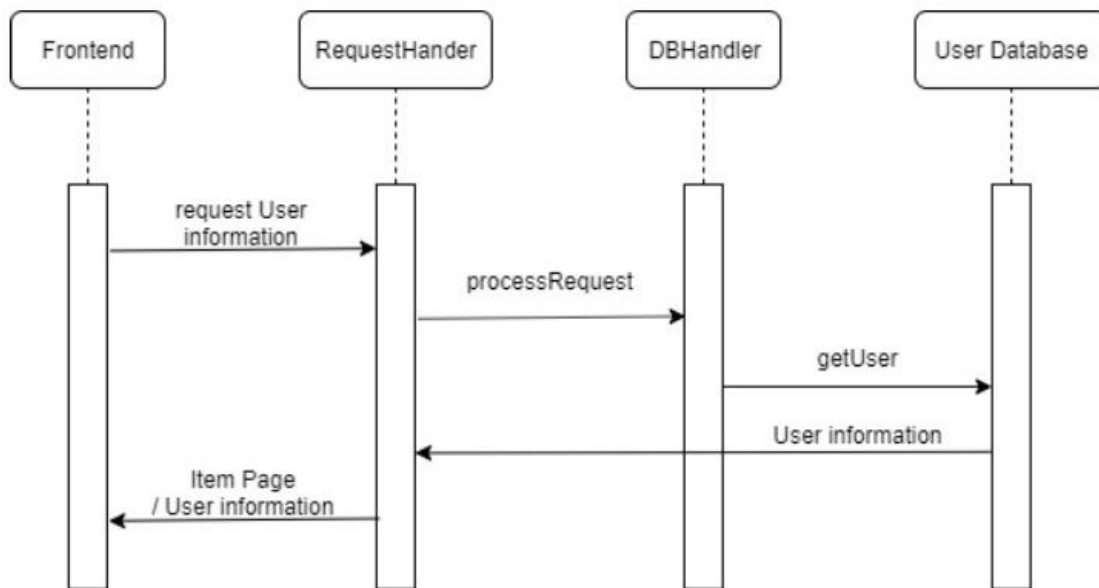 Frontend
RequestHander
DBHandler
User Database
request User
information
processRequest
getUser
User information
Item Page
/ User information